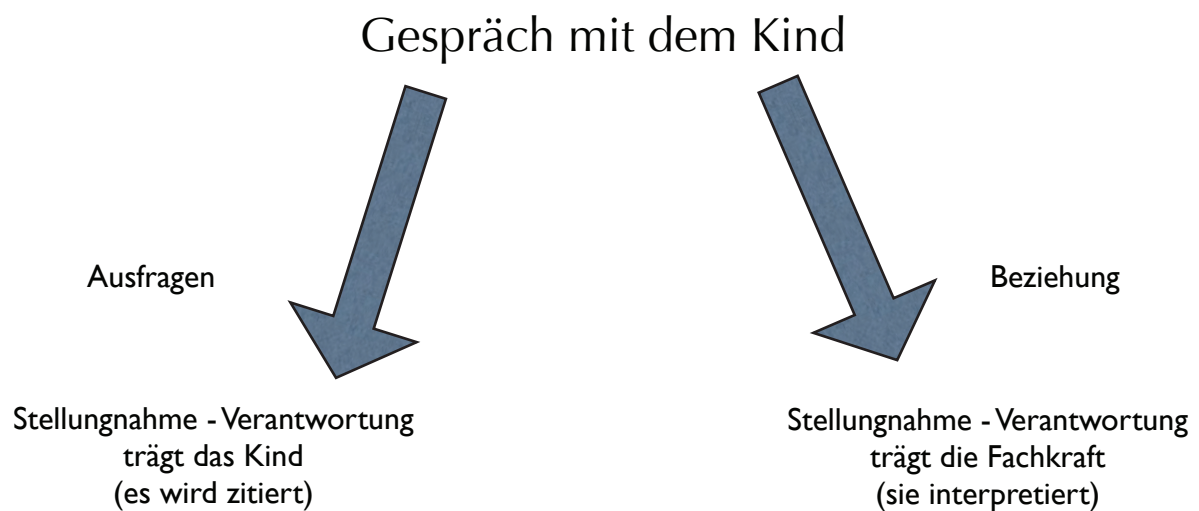 Gespräch mit dem Kind
Ausfragen
Beziehung
Stellungnahme - Verantwortung
trägt das Kind
(es wird zitiert)
Stellungnahme - Verantwortung
trägt die Fachkraft
(sie interpretiert)